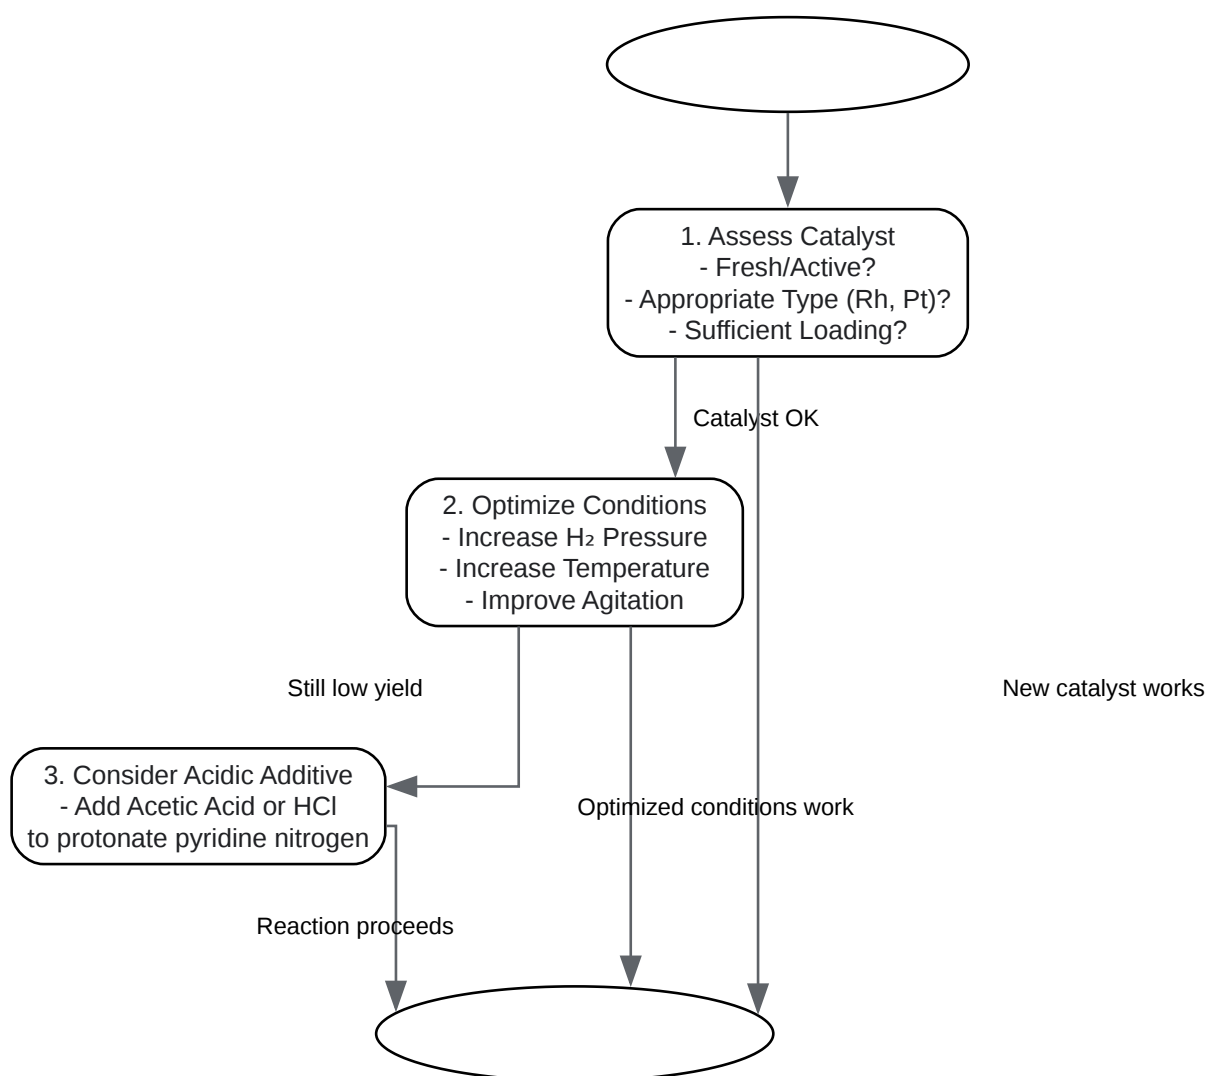 1. Assess Catalyst
- Fresh/Active?
- Appropriate Type (Rh, Pt)?
- Sufficient Loading?
Catalyst OK
2. Optimize Conditions
- Increase H₂ Pressure
- Increase Temperature
- Improve Agitation
Still low yield
New catalyst works
3. Consider Acidic Additive
- Add Acetic Acid or HCl
to protonate pyridine nitrogen
Optimized conditions work
Reaction proceeds